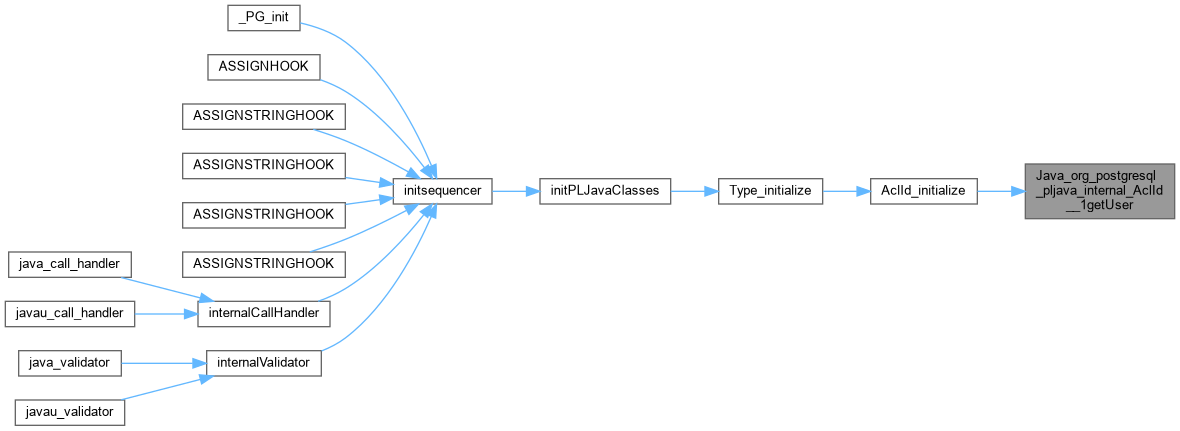 _PG_init
ASSIGNHOOK
ASSIGNSTRINGHOOK
ASSIGNSTRINGHOOK
ASSIGNSTRINGHOOK
ASSIGNSTRINGHOOK
java_call_handler
javau_call_handler
internalCallHandler
java_validator
javau_validator
internalValidator
initsequencer
initPLJavaClasses
Type_initialize
AclId_initialize
Java_org_postgresql
_pljava_internal_AclId
__1getUser